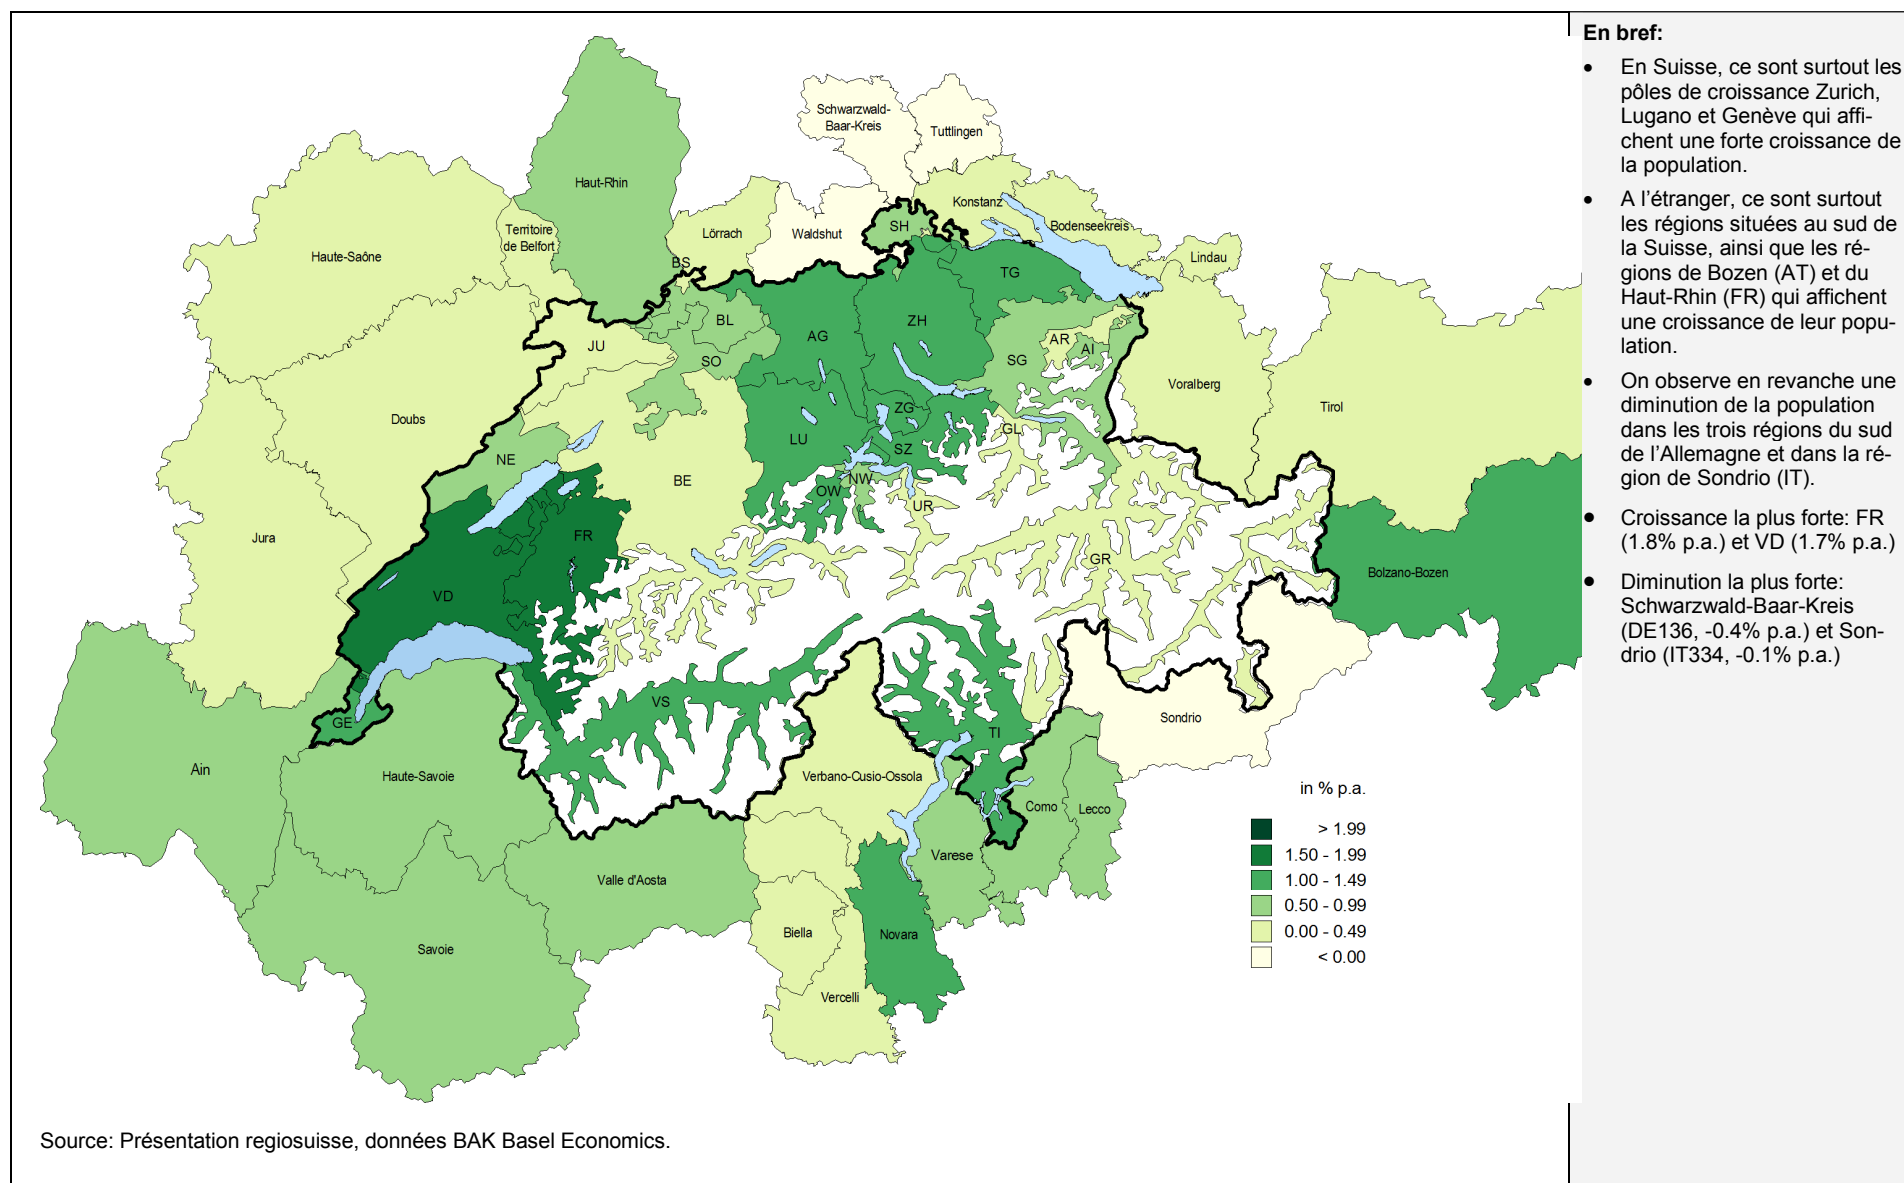 Schwarzwald-
Baar-Kreis
Tuttlingen
Haut-Rhin
Konstanz
Bodenseekreis
Lörrach
Waldshut
SH
Territoire
de Belfort
Haute-Saône
Lindau
BS
TG
BL
AG
ZH
JU
SO
AR
AI
SG
Voralberg
Tirol
Doubs
ZG
GL
LU
SZ
NE
BE
OW
NW
UR
Jura
FR
GR
Bolzano-Bozen
VD
VS
GE
Sondrio
TI
Ain
Haute-Savoie
Verbano-Cusio-Ossola
Como
Lecco
Varese
Valle d'Aosta
Biella
Novara
Savoie
Vercelli
in % p.a.
> 1.99
1.50 - 1.99
1.00 - 1.49
0.50 - 0.99
0.00 - 0.49
< 0.00
Source: Présentation regiosuisse, données BAK Basel Economics.
En bref:
• En Suisse, ce sont surtout les
pôles de croissance Zurich,
Lugano et Genève qui affi-
chent une forte croissance de
la population.
• A l’étranger, ce sont surtout
les régions situées au sud de
la Suisse, ainsi que les ré-
gions de Bozen (AT) et du
Haut-Rhin (FR) qui affichent
une croissance de leur popu-
lation.
• On observe en revanche une
diminution de la population
dans les trois régions du sud
de l’Allemagne et dans la ré-
gion de Sondrio (IT).
• Croissance la plus forte: FR
(1.8% p.a.) et VD (1.7% p.a.)
• Diminution la plus forte:
Schwarzwald-Baar-Kreis
(DE136, -0.4% p.a.) et Son-
drio (IT334, -0.1% p.a.)